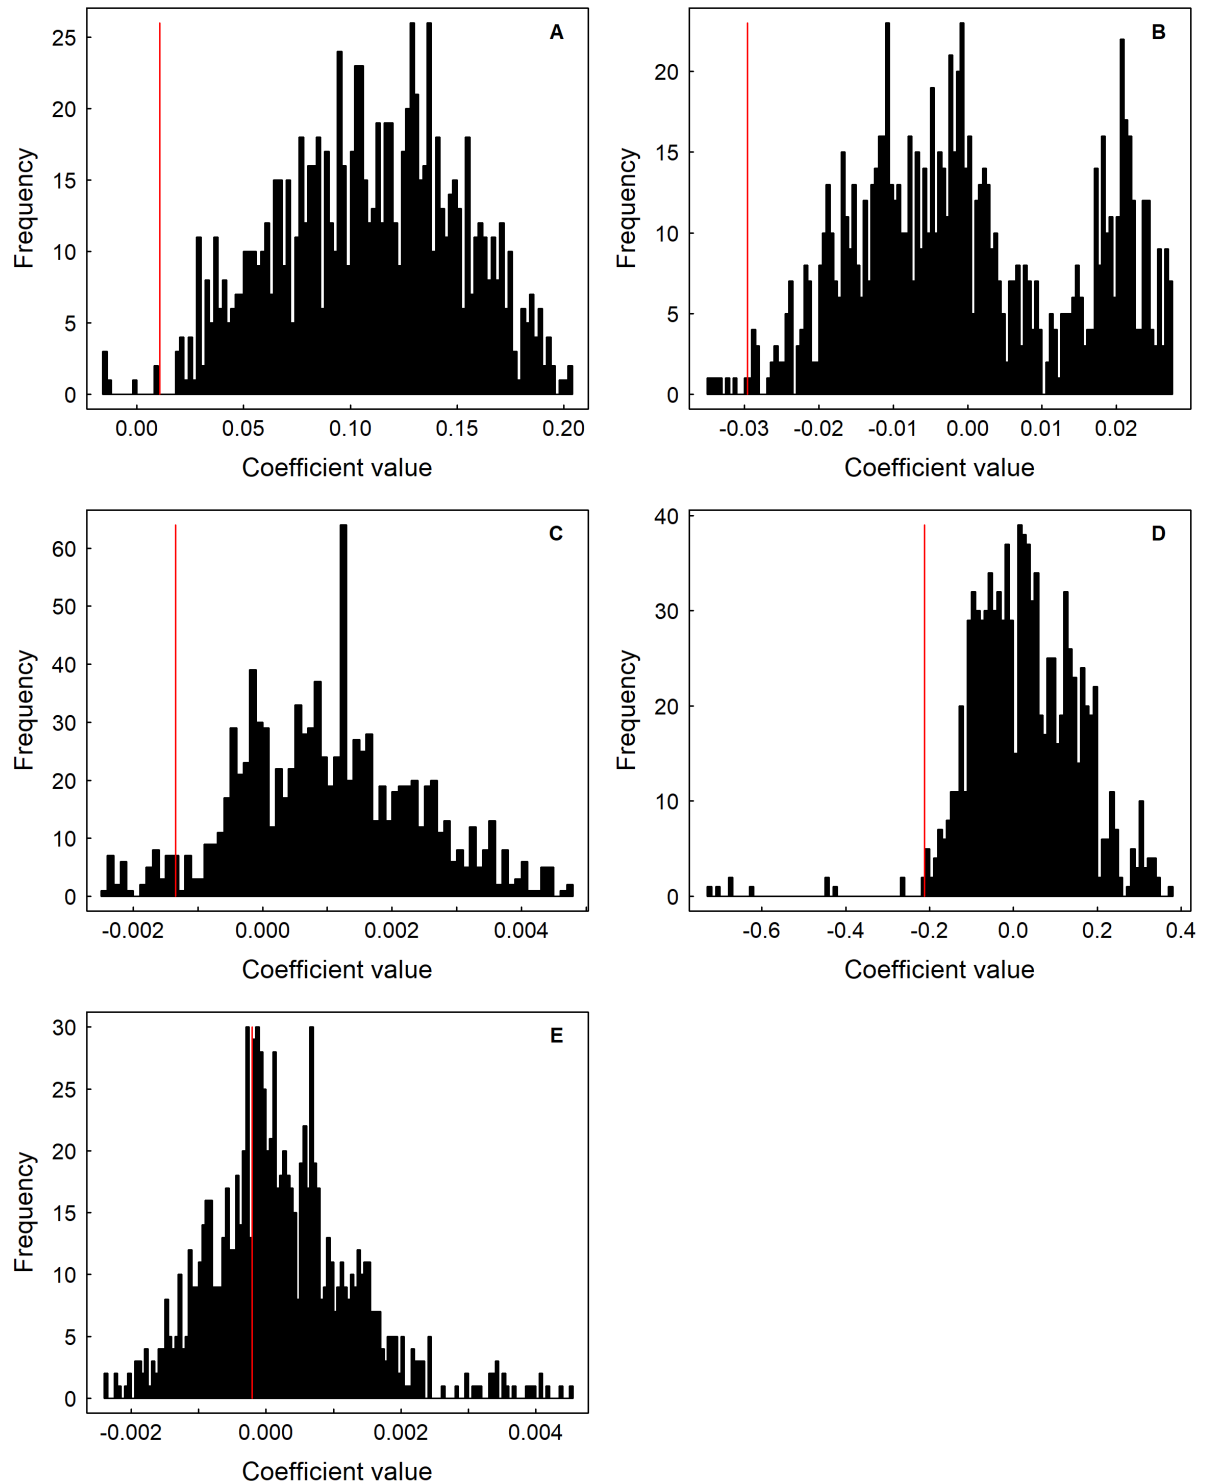 A
Frequency
25
20
15
10
5
0
0.00 0.05 0.10 0.15 0.20
Coefficient value
B
Frequency
20
15
10
5
0
-0.03 -0.02 -0.01 0.00 0.01 0.02
Coefficient value
C
Frequency
60
50
40
30
20
10
0
-0.002 0.000 0.002 0.004
Coefficient value
D
Frequency
40
30
20
10
0
-0.6 -0.4 -0.2 0.0 0.2 0.4
Coefficient value
E
Frequency
30
25
20
15
10
5
0
-0.002 0.000 0.002 0.004
Coefficient value